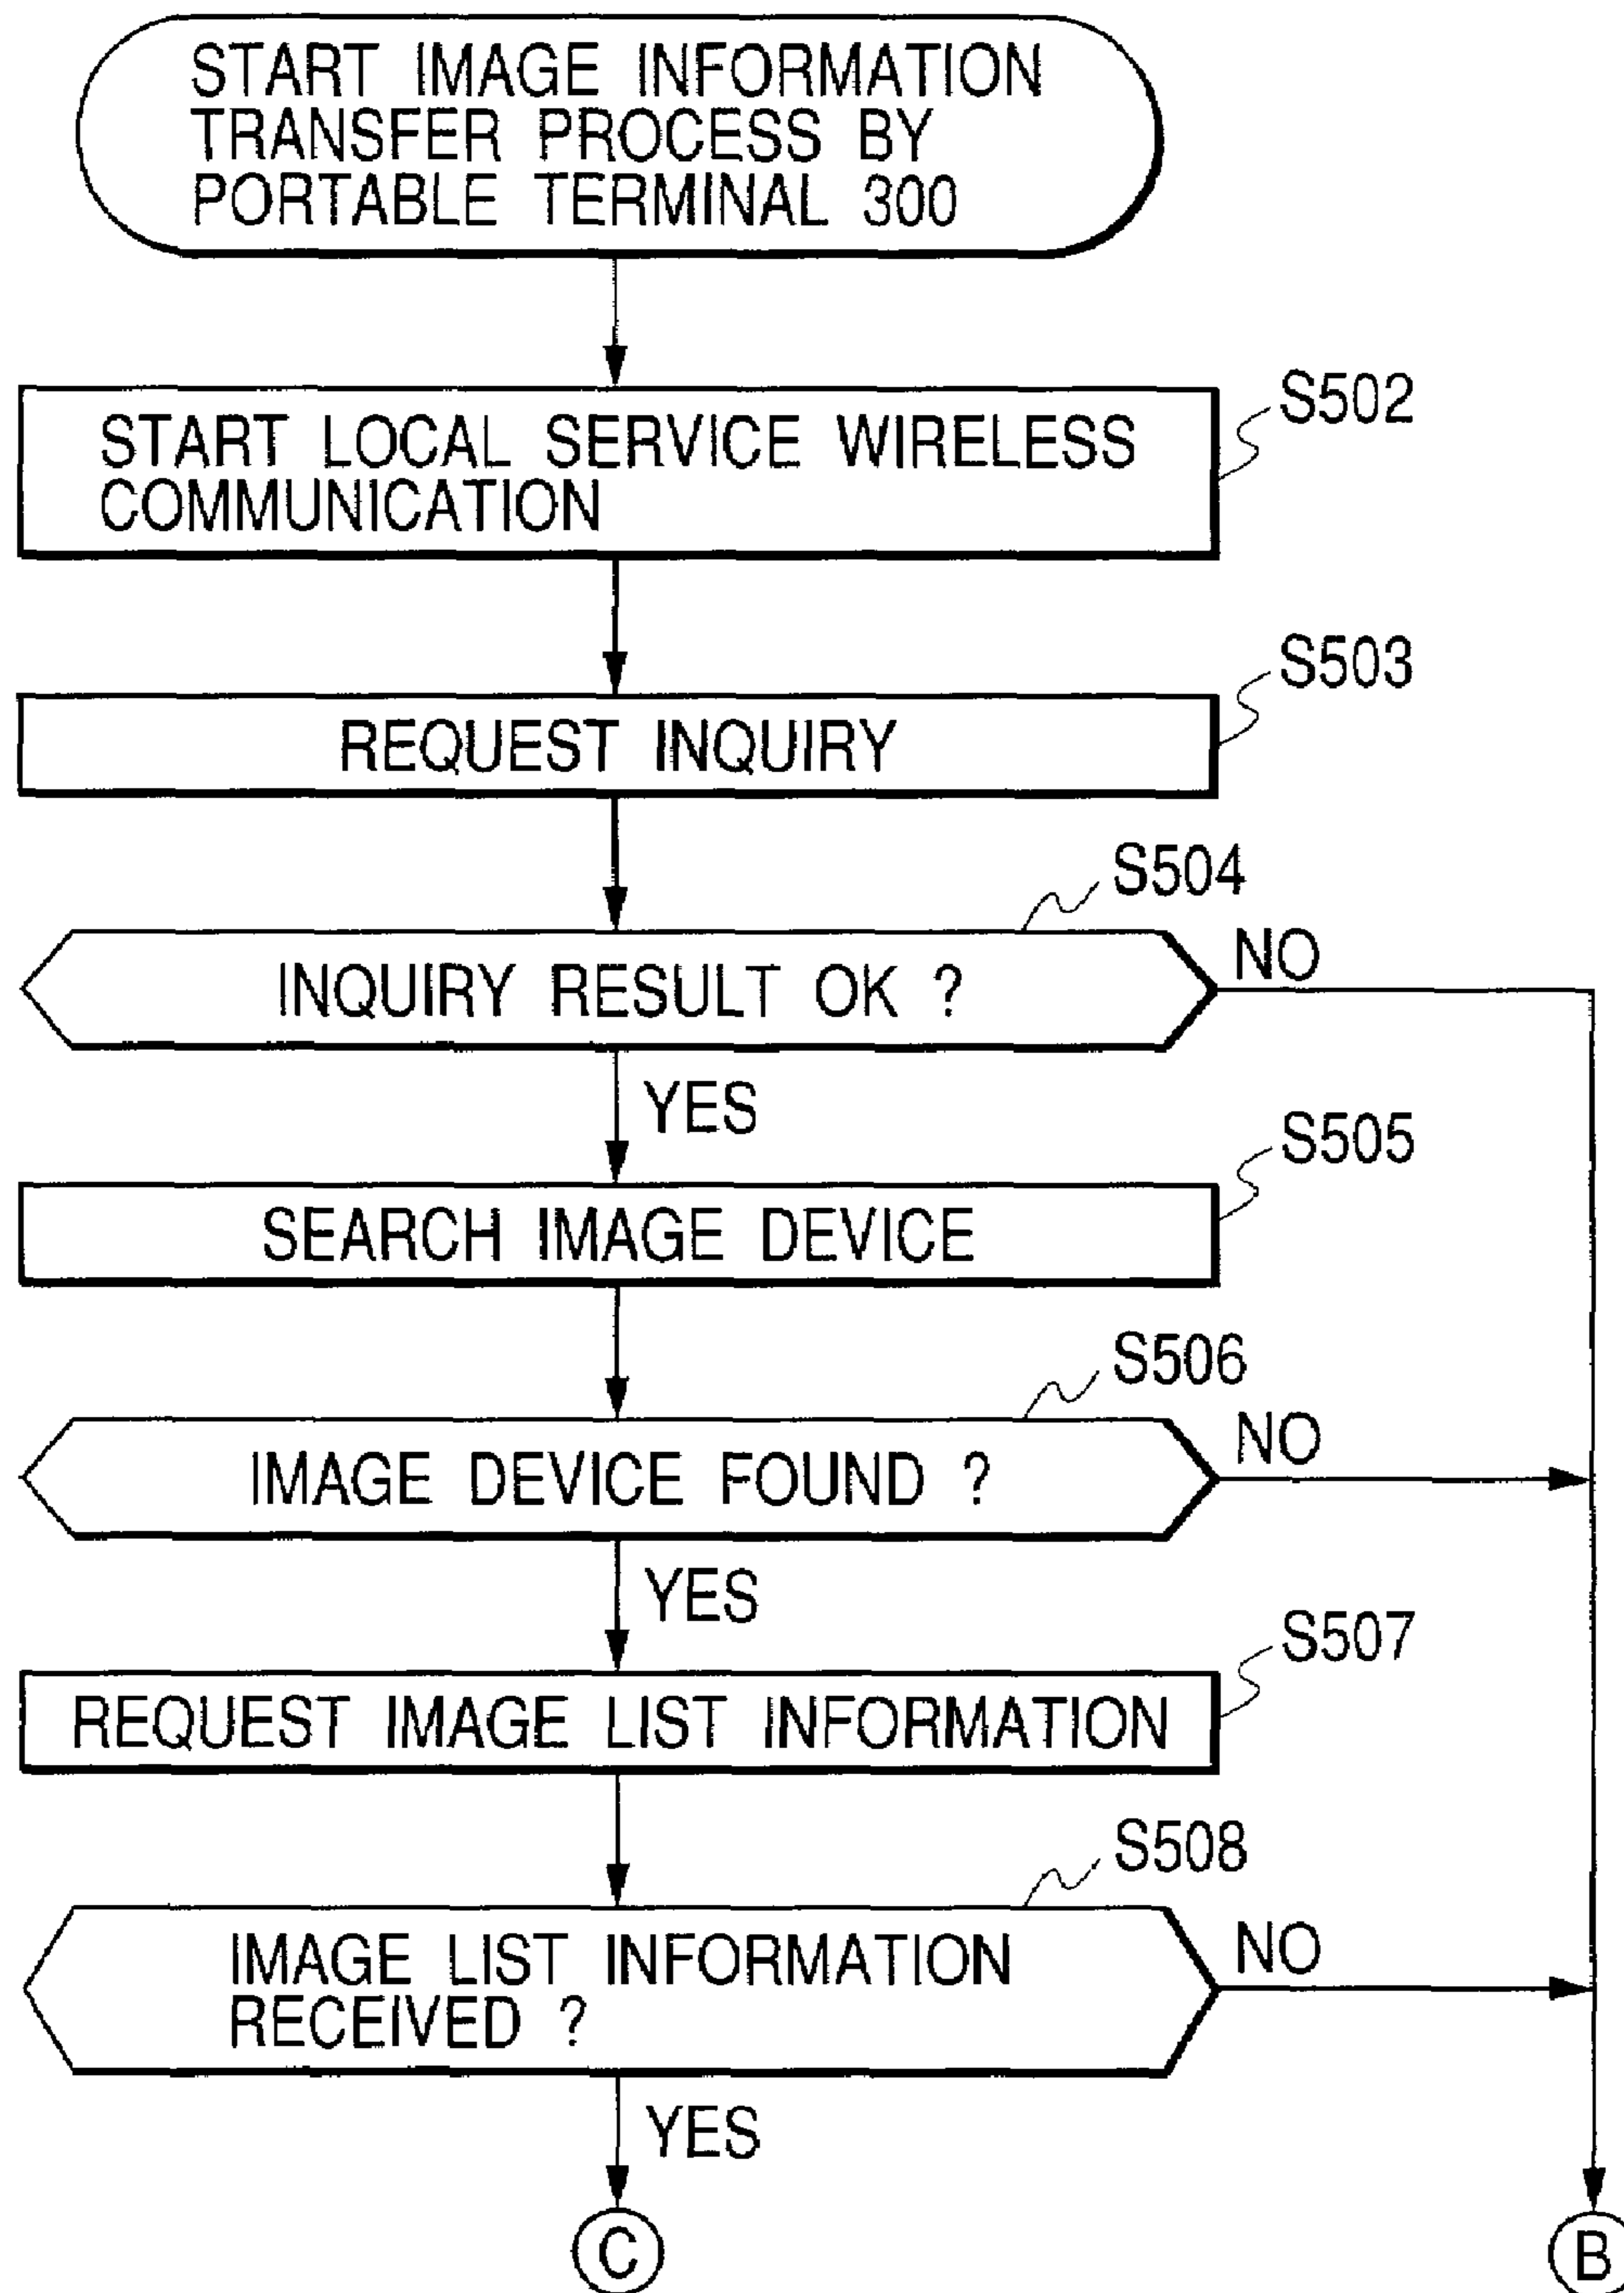 START IMAGE INFORMATION
TRANSFER PROCESS BY
PORTABLE TERMINAL 300
S502
START LOCAL SERVICE WIRELESS
COMMUNICATION
S503
REQUEST INQUIRY
S504
INQUIRY RESULT OK ?
NO
YES
S505
SEARCH IMAGE DEVICE
S506
IMAGE DEVICE FOUND ?
NO
YES
S507
REQUEST IMAGE LIST INFORMATION
S508
IMAGE LIST INFORMATION
RECEIVED ?
NO
YES
C
B